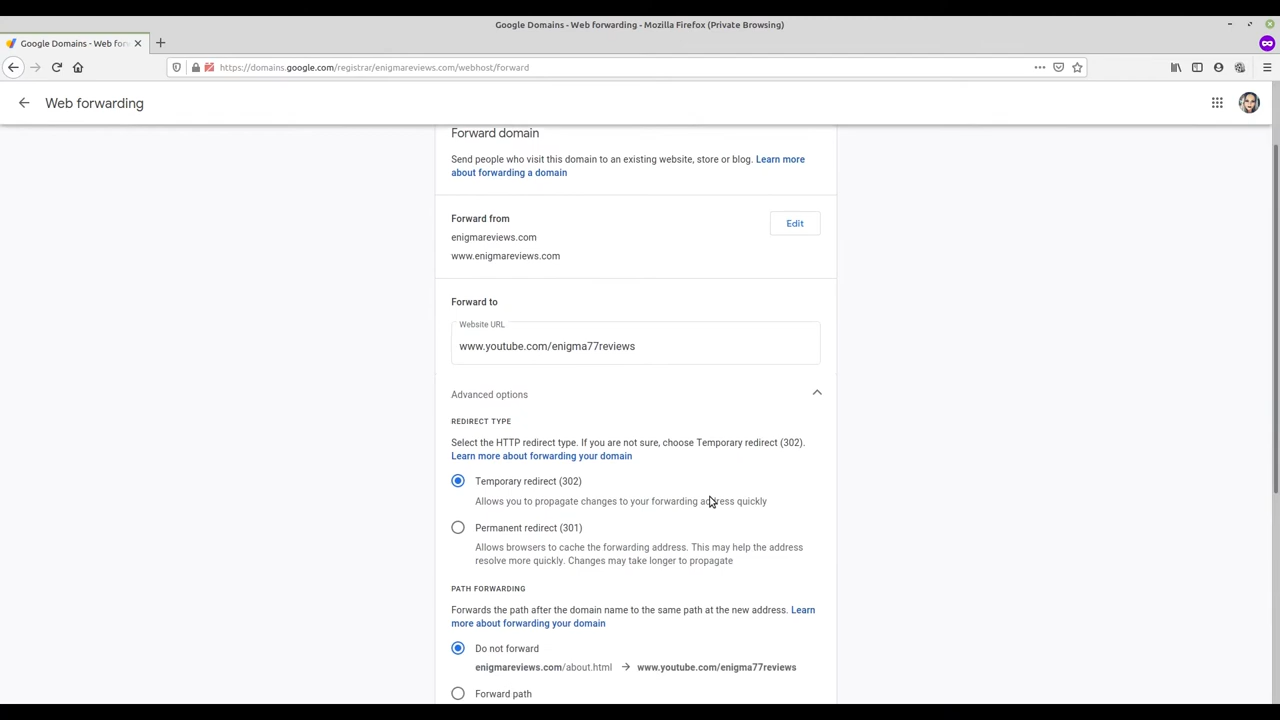 Google Domains - Web forwarding - Mozilla Firefox (Private Browsing)
Google Domains - Web for
https://domains.google.com/registrar/enigmareviews.com/webhost/forward
Web forwarding
Forward domain
Send people who visit this domain to an existing website, store or blog. Learn more
about forwarding a domain
Forward from
Edit
enigmareviews.com
www.enigmareviews.com
Forward to
Website URL
www.youtube.com/enigma77reviews
Advanced options
REDIRECT TYPE
Select the HTTP redirect type. If you are not sure, choose Temporary redirect (302).
Learn more about forwarding your domain
Temporary redirect (302)
Allows you to propagate changes to your forwarding address quickly
Permanent redirect (301)
Allows browsers to cache the forwarding address. This may help the address
resolve more quickly. Changes may take longer to propagate
PATH FORWARDING
Forwards the path after the domain name to the same path at the new address. Learn
more about forwarding your domain
Do not forward
enigmareviews.com/about.html → www.youtube.com/enigma77reviews
Forward path